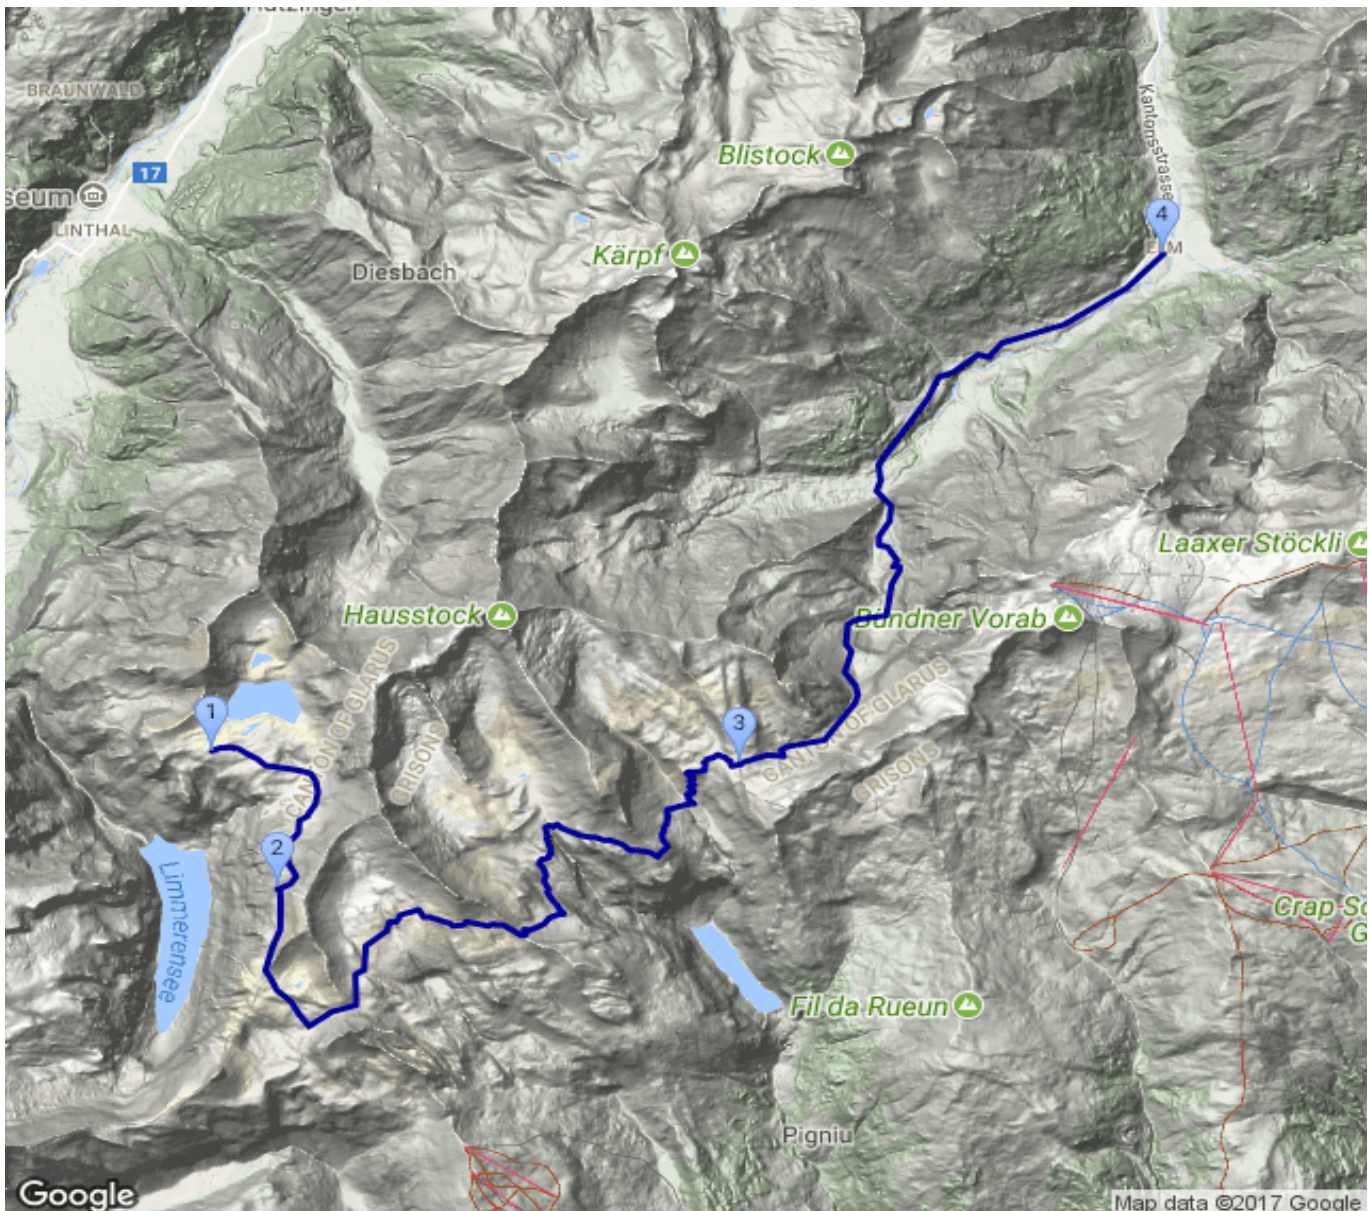 BRAUNWALD
17
seum
LINTHAL
Diesbach
Blistock
Kärpf
Kantonsstrasse
4
ELM
Laaxer Stöckli
Hausstock
Bündner Vorab
1
CANTON OF GLARUS
GRISONS
3
CANTON OF GLARUS
GRISONS
2
Limmerensee
Crap So
G
Fil da Rueun
Pigniu
Google
Map data ©2017 Google